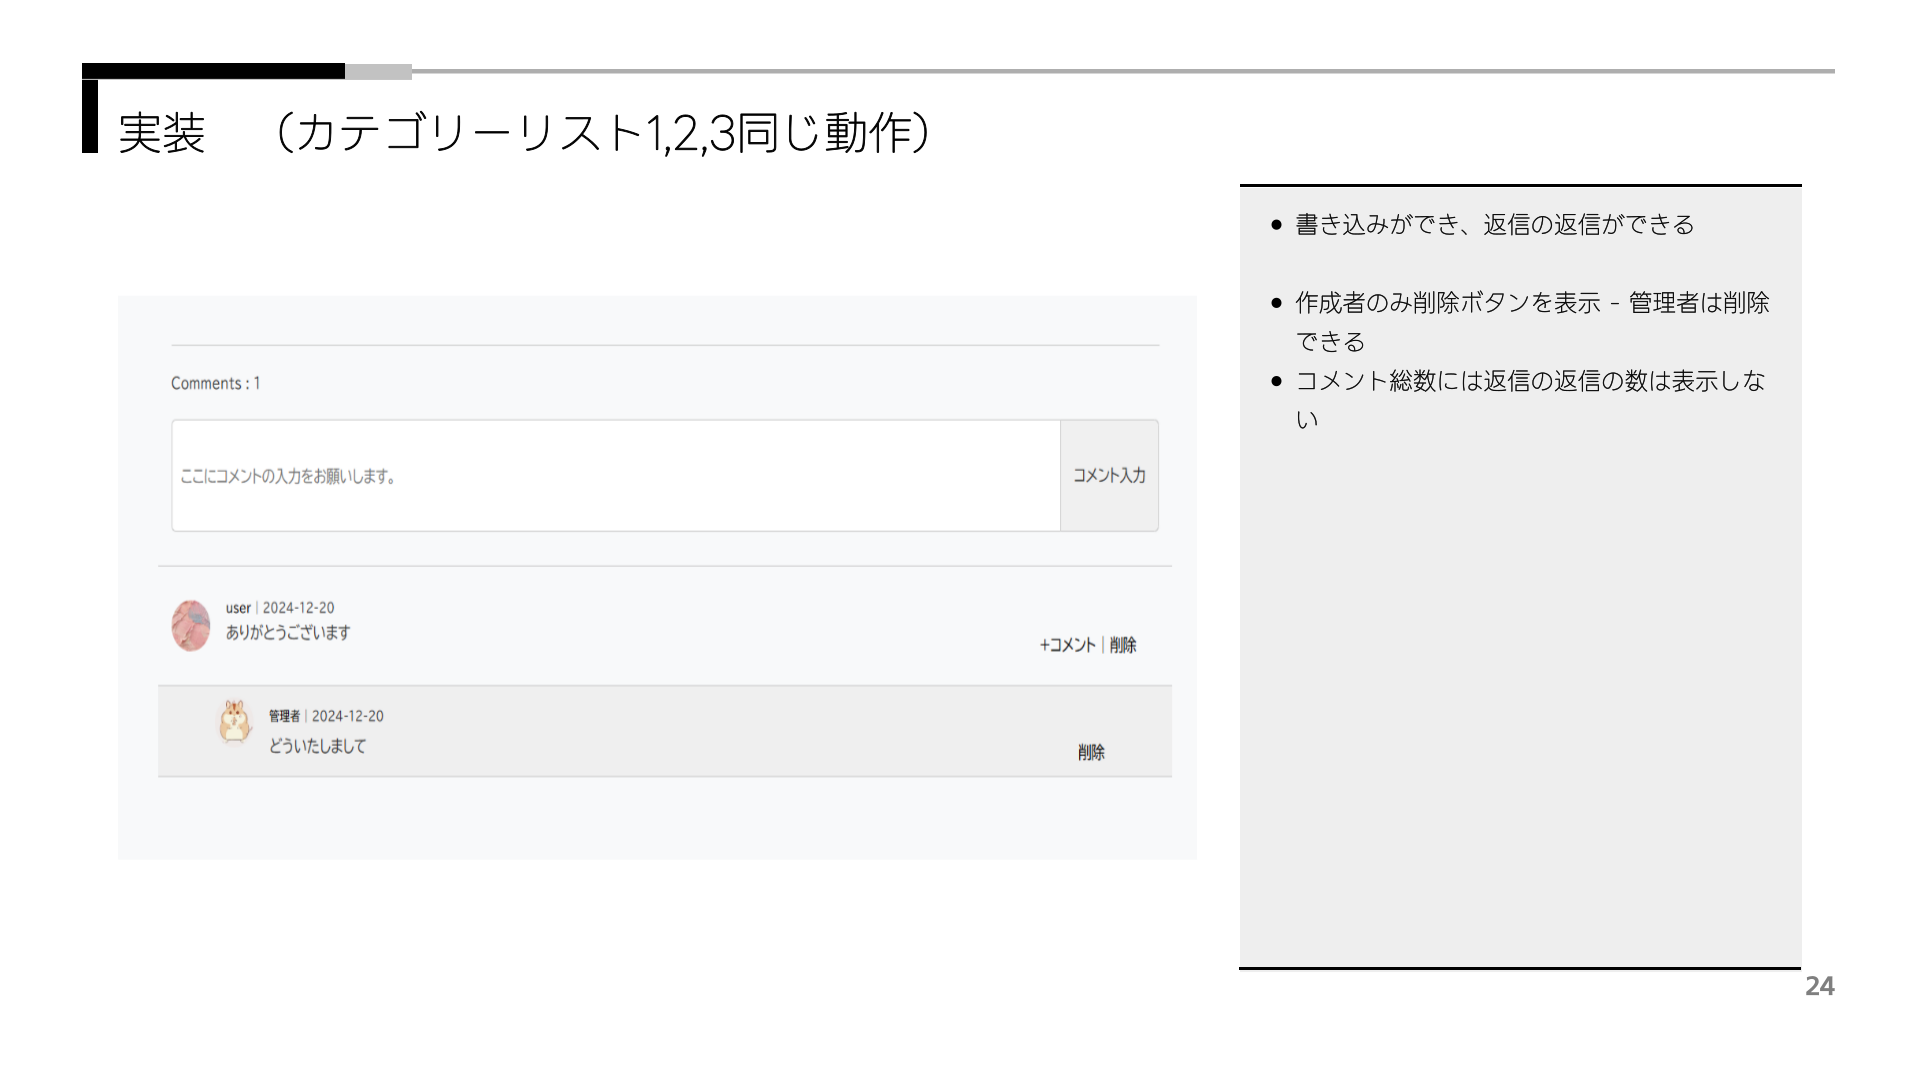 実装　（カテゴリーリスト1,2,3同じ動作）
Comments : 1
ここにコメントの入力をお願いします。
コメント入力
user | 2024-12-20
ありがとうございます
+コメント | 削除
管理者 | 2024-12-20
どういたしまして
削除
● 書き込みができ、返信の返信ができる
● 作成者のみ削除ボタンを表示 - 管理者は削除
できる
● コメント総数には返信の返信の数は表示しな
い
24